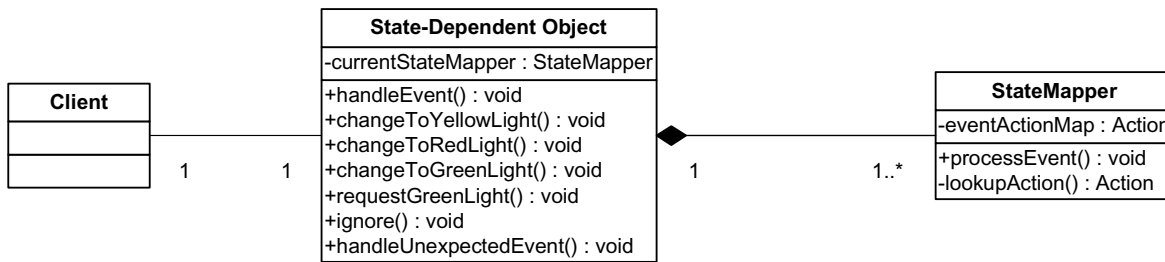 State-Dependent Object
-currentStateMapper : StateMapper
+handleEvent() : void
+changeToYellowLight() : void
+changeToRedLight() : void
+changeToGreenLight() : void
+requestGreenLight() : void
+ignore() : void
+handleUnexpectedEvent() : void
Client
1
1
1
1..*
StateMapper
-eventActionMap : Action
+processEvent() : void
-lookupAction() : Action